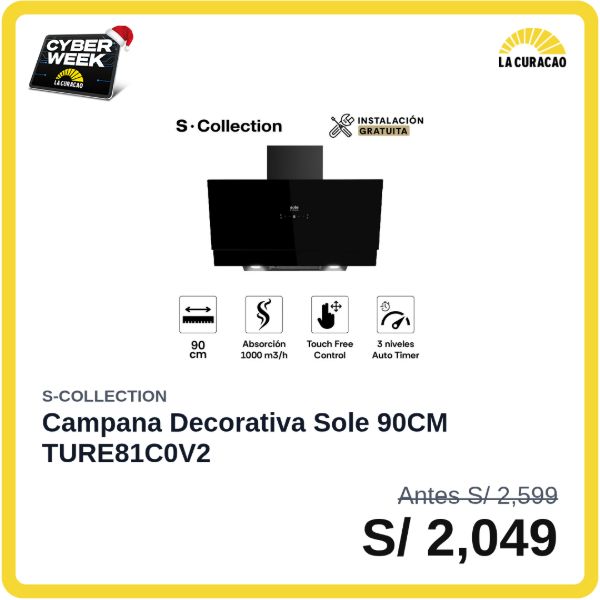 CYBER
WEEK
LA CURACAO
LA CURACAO
S·Collection
INSTALACIÓN
GRATUITA
sole
90
cm
Absorción
1000 m3/h
Touch Free
Control
3 niveles
Auto Timer
S-COLLECTION
Campana Decorativa Sole 90CM
TURE81C0V2
Antes S/ 2,599
S/ 2,049